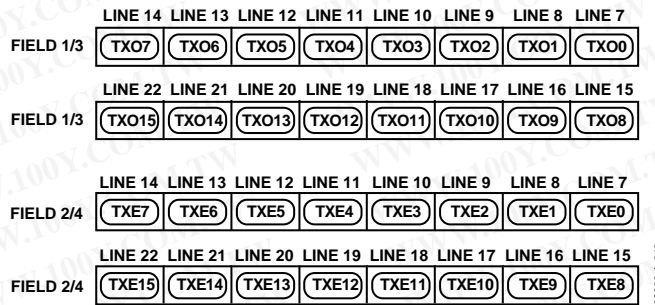 LINE 14 LINE 13 LINE 12 LINE 11 LINE 10 LINE 9 LINE 8 LINE 7
FIELD 1/3 TXO7 TXO6 TXO5 TXO4 TXO3 TXO2 TXO1 TXO0
LINE 22 LINE 21 LINE 20 LINE 19 LINE 18 LINE 17 LINE 16 LINE 15
FIELD 1/3 TXO15 TXO14 TXO13 TXO12 TXO11 TXO10 TXO9 TXO8
LINE 14 LINE 13 LINE 12 LINE 11 LINE 10 LINE 9 LINE 8 LINE 7
FIELD 2/4 TXE7 TXE6 TXE5 TXE4 TXE3 TXE2 TXE1 TXE0
LINE 22 LINE 21 LINE 20 LINE 19 LINE 18 LINE 17 LINE 16 LINE 15
FIELD 2/4 TXE15 TXE14 TXE13 TXE12 TXE11 TXE10 TXE9 TXE8